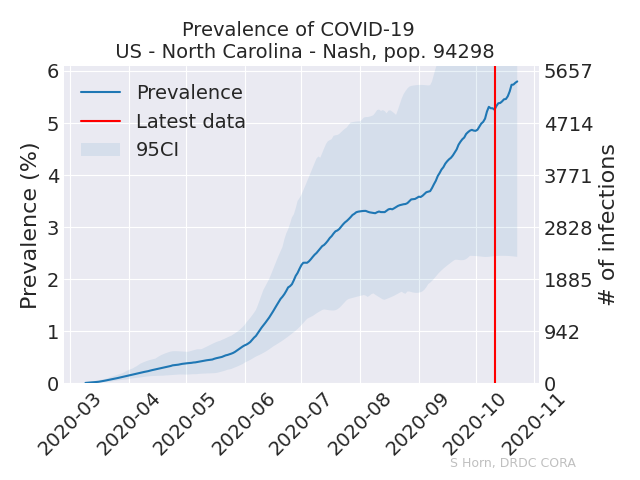 Prevalence of COVID-19
US - North Carolina - Nash, pop. 94298
Prevalence
Latest data
95CI
Prevalence (%)
6
5
4
3
2
1
0
5657
4714
3771
2828
1885
942
0
# of infections
2020-03
2020-04
2020-05
2020-06
2020-07
2020-08
2020-09
2020-10
2020-11
S Horn, DRDC CORA